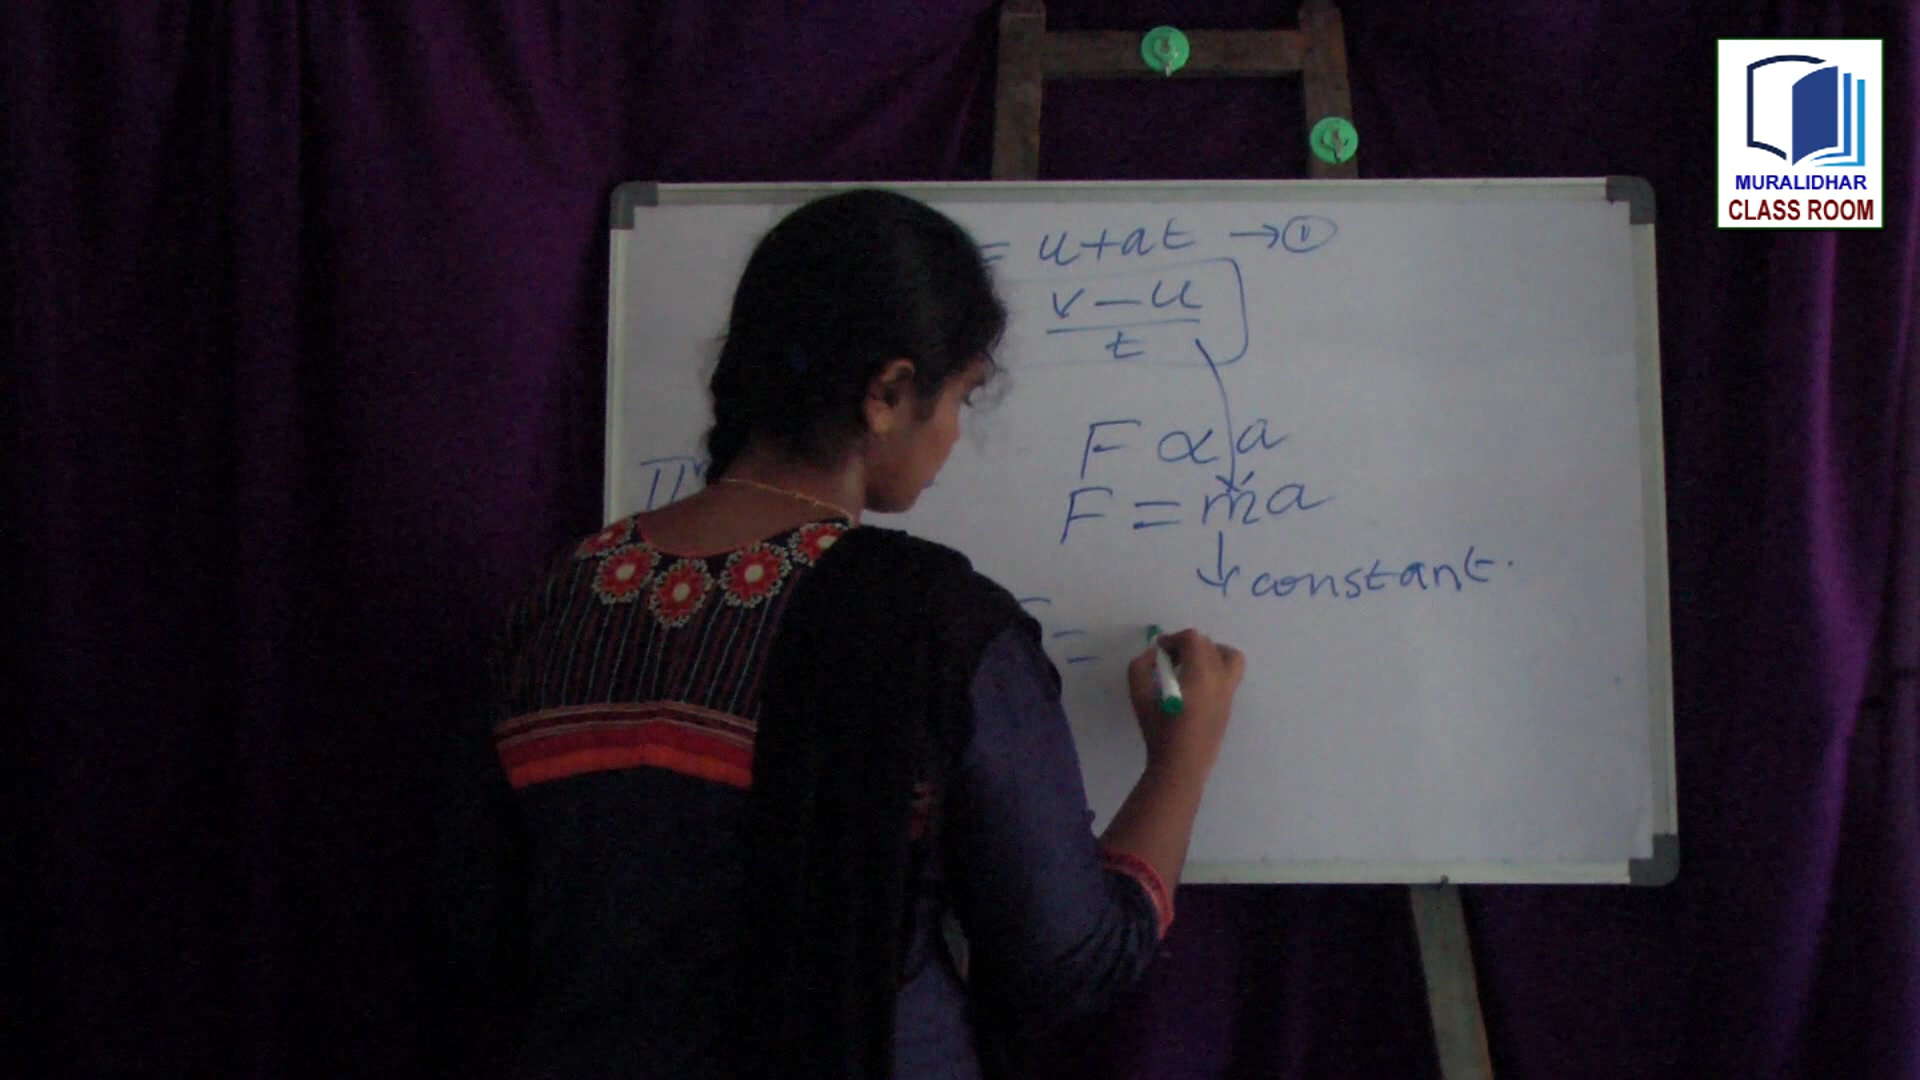 MURALIDHAR
CLASS ROOM
= u+at → ①
v-u
t
F ∝ a
F = ma
↓ constant.
=